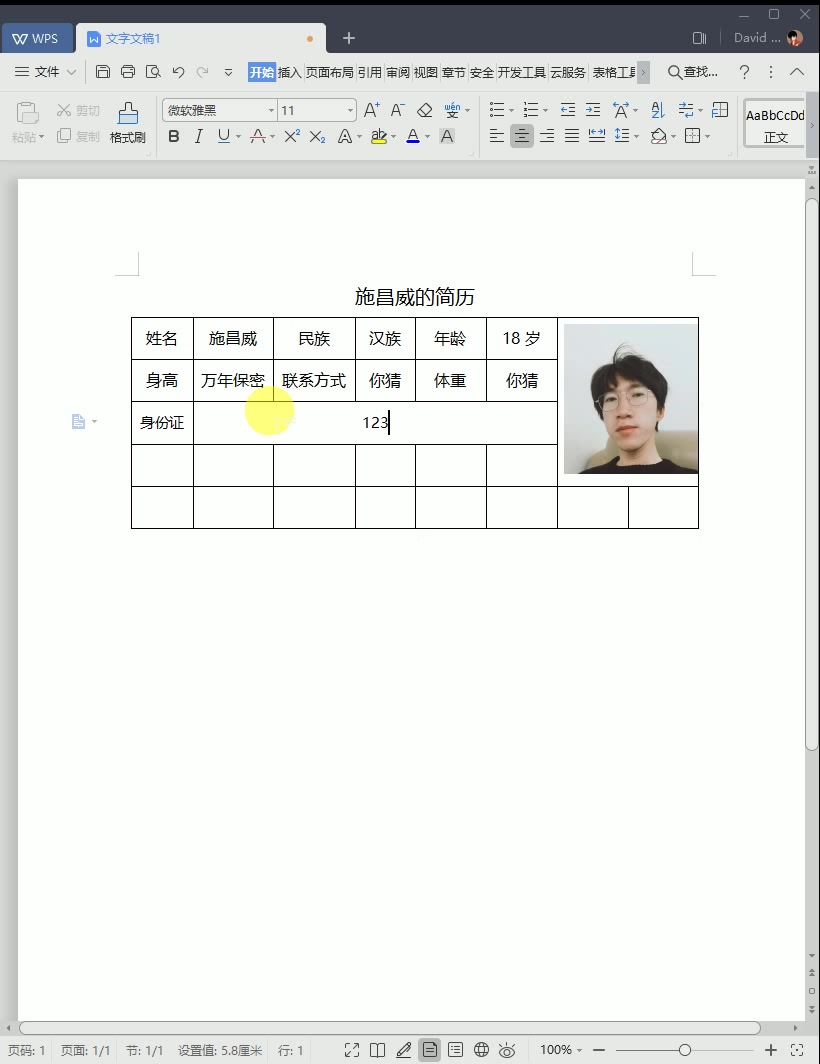 WPS 文字文稿1 David ...
文件 开始 插入 页面布局 引用 审阅 视图 章节 安全 开发工具 云服务 表格工具 查找...
粘贴 剪切 复制 格式刷 微软雅黑 11 AaBbCcDd 正文
施昌威的简历
姓名 施昌威 民族 汉族 年龄 18 岁
身高 万年保密 联系方式 你猜 体重 你猜
身份证 123
页码: 1 页面: 1/1 节: 1/1 设置值: 5.8厘米 行: 1 100%